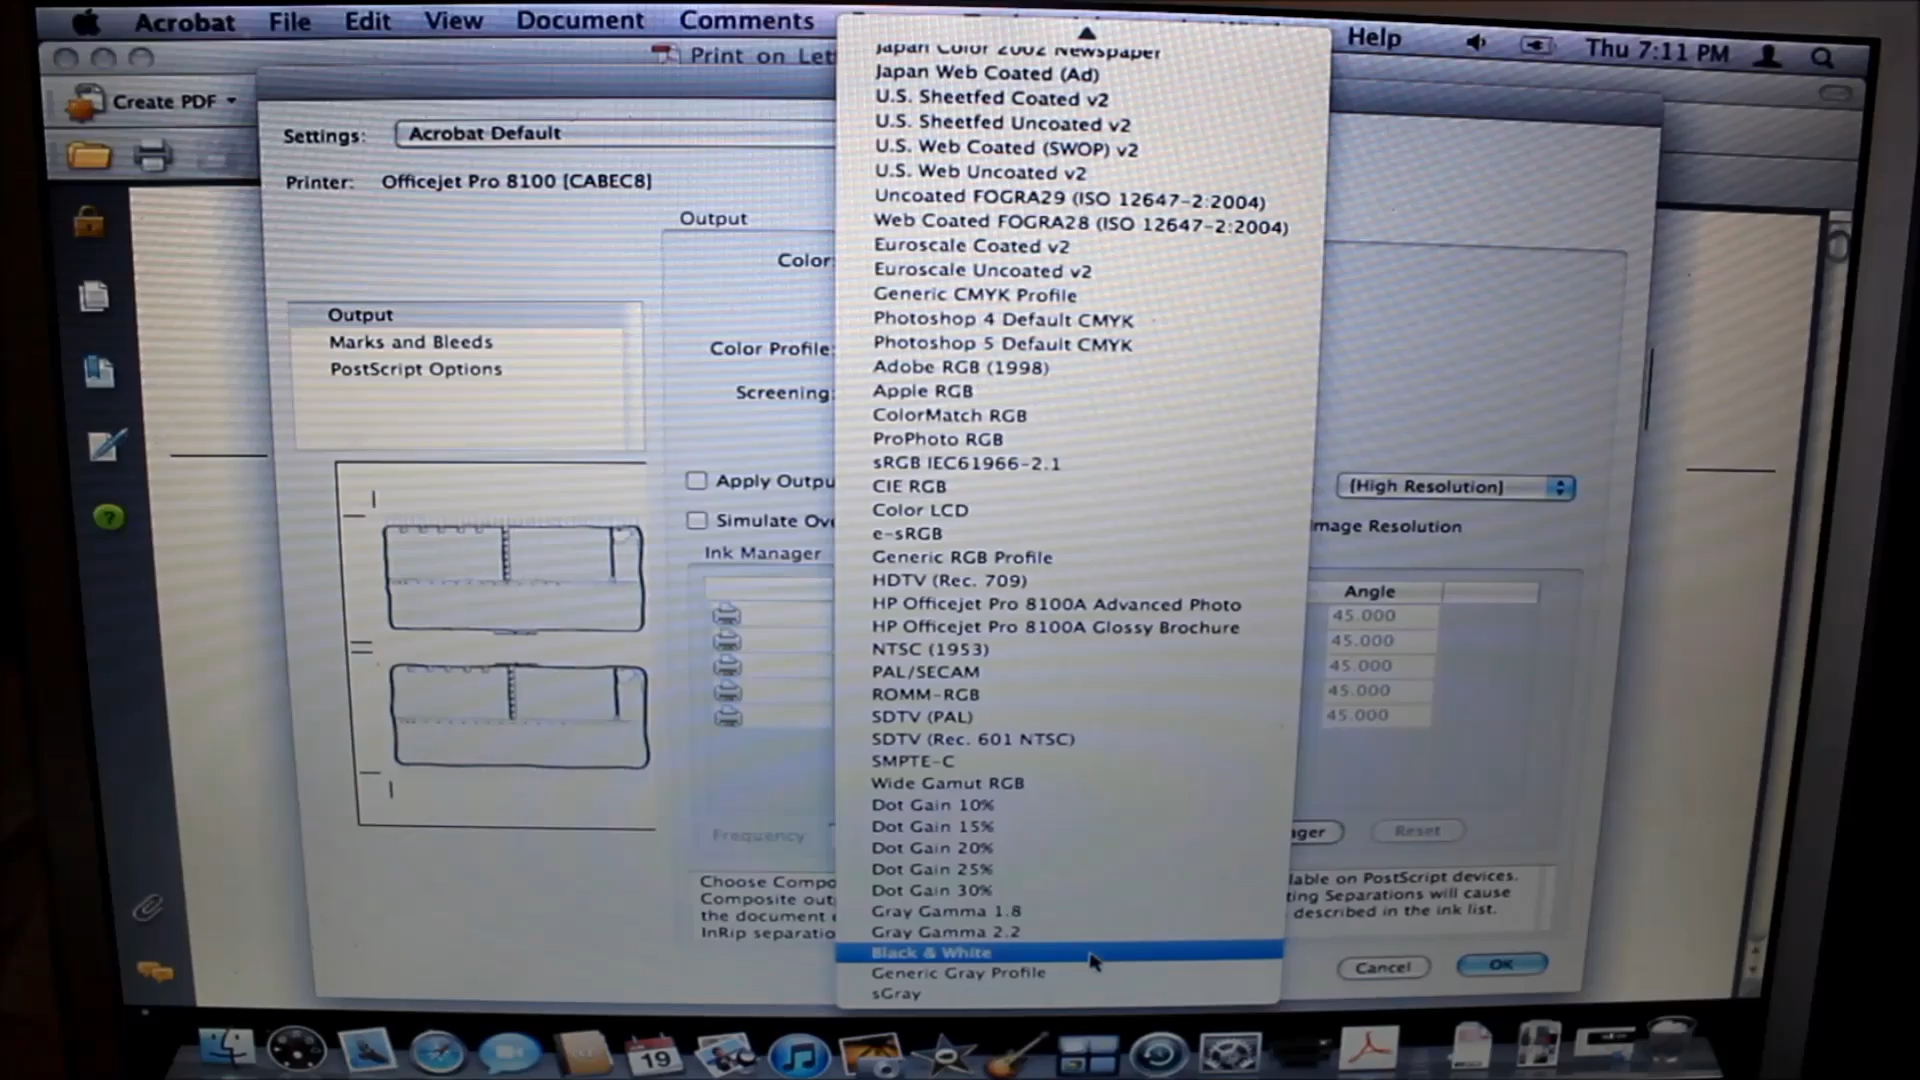 Acrobat File Edit View Document Comments Help Thu 7:11 PM
Print on Let
Create PDF
Settings: Acrobat Default
Printer: Officejet Pro 8100 [CABEC8]
Output
Marks and Bleeds
PostScript Options
Output
Color:
Color Profile:
Screening:
Apply Outpu
Simulate Ove
Ink Manager
Frequency
Choose Compo
Composite out
the document
InRip separatio
Japan Color 2002 Newspaper
Japan Web Coated (Ad)
U.S. Sheetfed Coated v2
U.S. Sheetfed Uncoated v2
U.S. Web Coated (SWOP) v2
U.S. Web Uncoated v2
Uncoated FOGRA29 (ISO 12647-2:2004)
Web Coated FOGRA28 (ISO 12647-2:2004)
Euroscale Coated v2
Euroscale Uncoated v2
Generic CMYK Profile
Photoshop 4 Default CMYK
Photoshop 5 Default CMYK
Adobe RGB (1998)
Apple RGB
ColorMatch RGB
ProPhoto RGB
sRGB IEC61966-2.1
CIE RGB
Color LCD
e-sRGB
Generic RGB Profile
HDTV (Rec. 709)
HP Officejet Pro 8100A Advanced Photo
HP Officejet Pro 8100A Glossy Brochure
NTSC (1953)
PAL/SECAM
ROMM-RGB
SDTV (PAL)
SDTV (Rec. 601 NTSC)
SMPTE-C
Wide Gamut RGB
Dot Gain 10%
Dot Gain 15%
Dot Gain 20%
Dot Gain 25%
Dot Gain 30%
Gray Gamma 1.8
Gray Gamma 2.2
Black & White
Generic Gray Profile
sGray
[High Resolution]
mage Resolution
Angle
45.000
45.000
45.000
45.000
45.000
ager Reset
lable on PostScript devices.
ting Separations will cause
described in the ink list.
Cancel OK
19